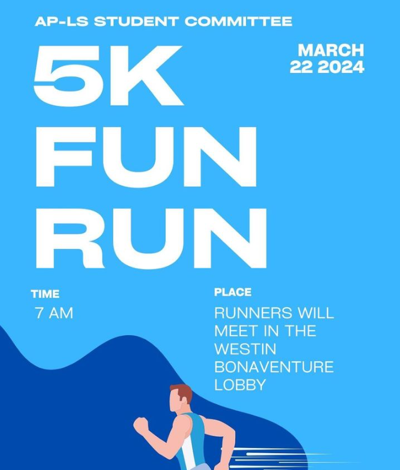 AP-LS STUDENT COMMITTEE
5K
FUN
RUN
MARCH
22 2024
TIME
7 AM
PLACE
RUNNERS WILL
MEET IN THE
WESTIN
BONAVENTURE
LOBBY